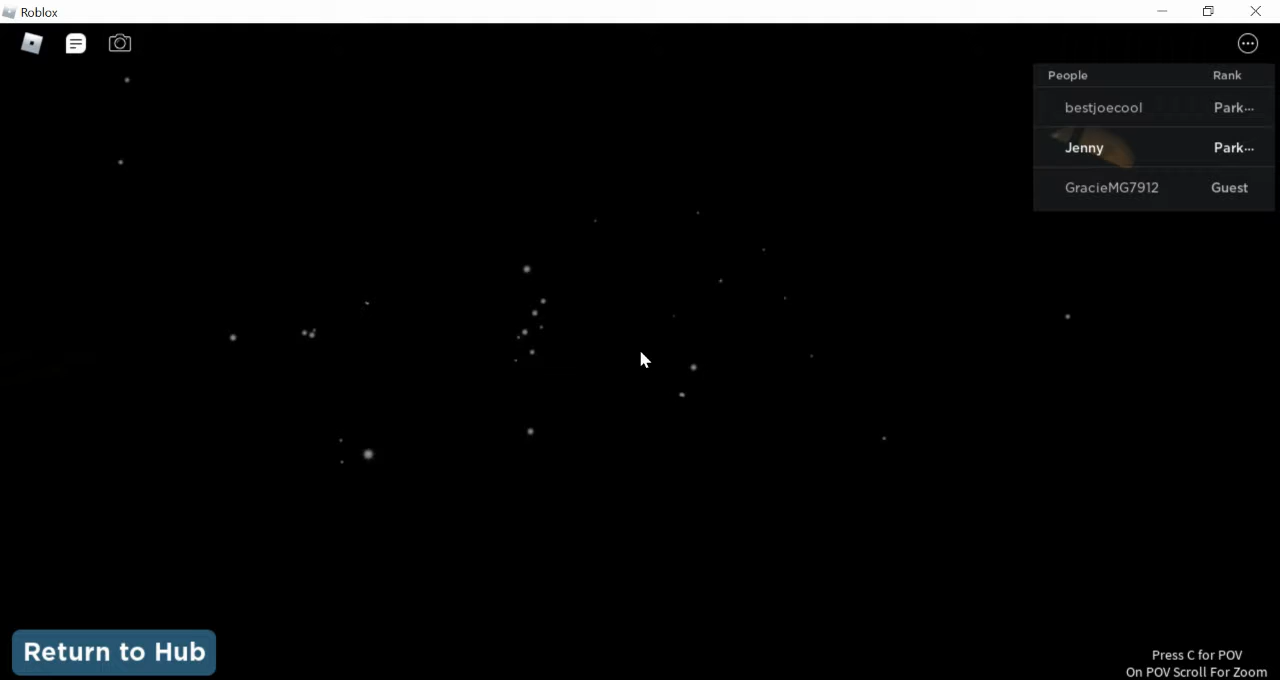 Roblox
People Rank
bestjoecool Park...
Jenny Park...
GracieMG7912 Guest
Return to Hub
Press C for POV
On POV Scroll For Zoom